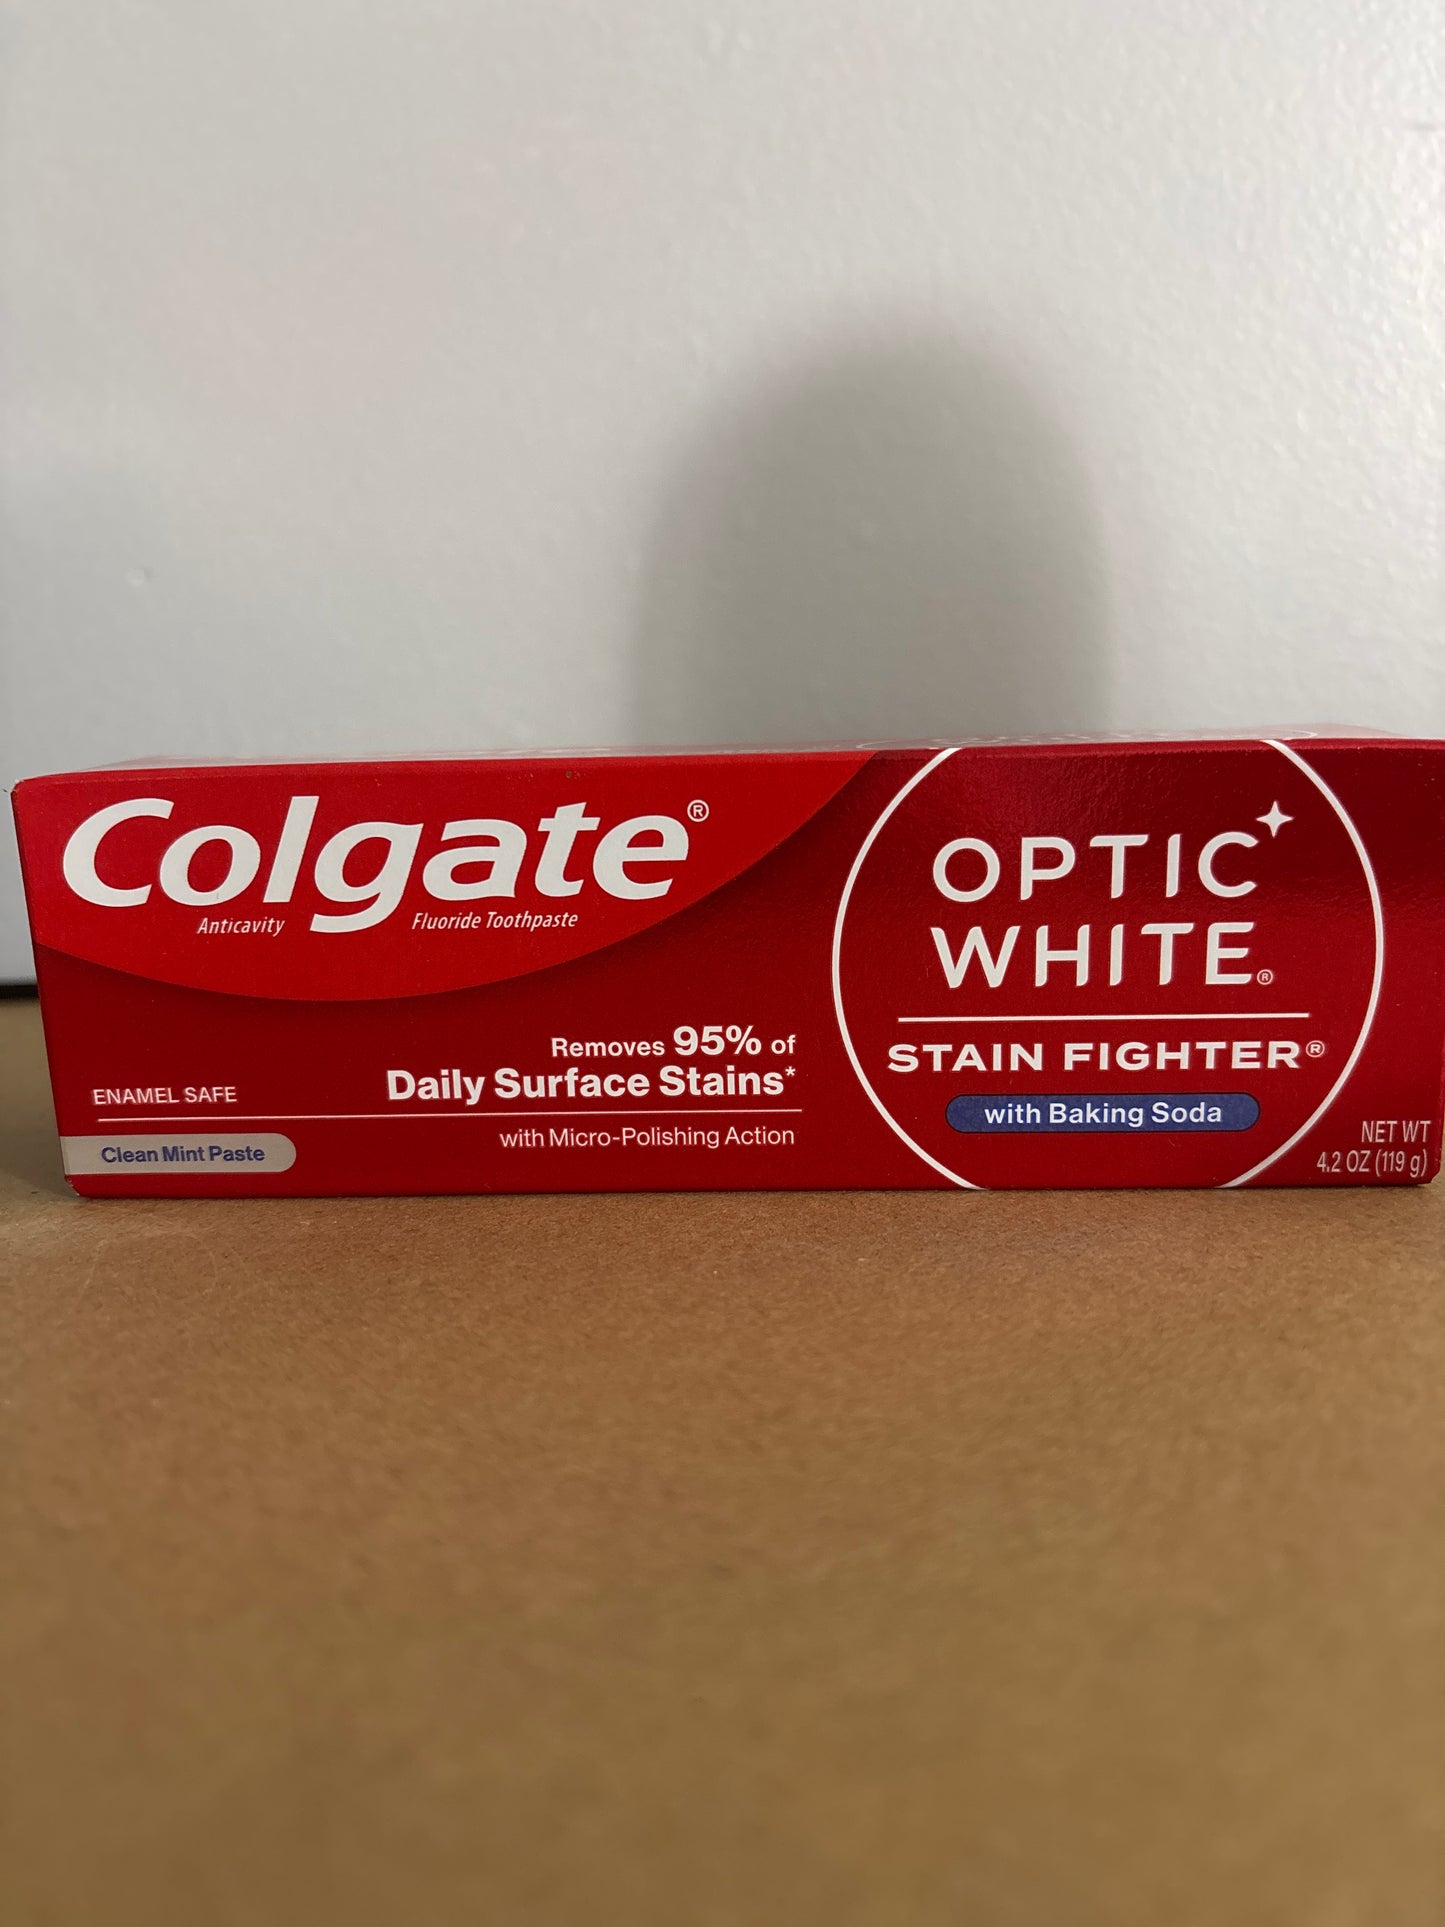 Colgate®
Anticavity Fluoride Toothpaste
Removes 95% of
Daily Surface Stains*
with Micro-Polishing Action
ENAMEL SAFE
Clean Mint Paste
OPTIC
WHITE®
STAIN FIGHTER®
with Baking Soda
NET WT
4.2 OZ (119 g)